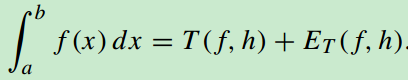 ∫_a^b f(x) dx = T(f, h) + E_T(f, h).